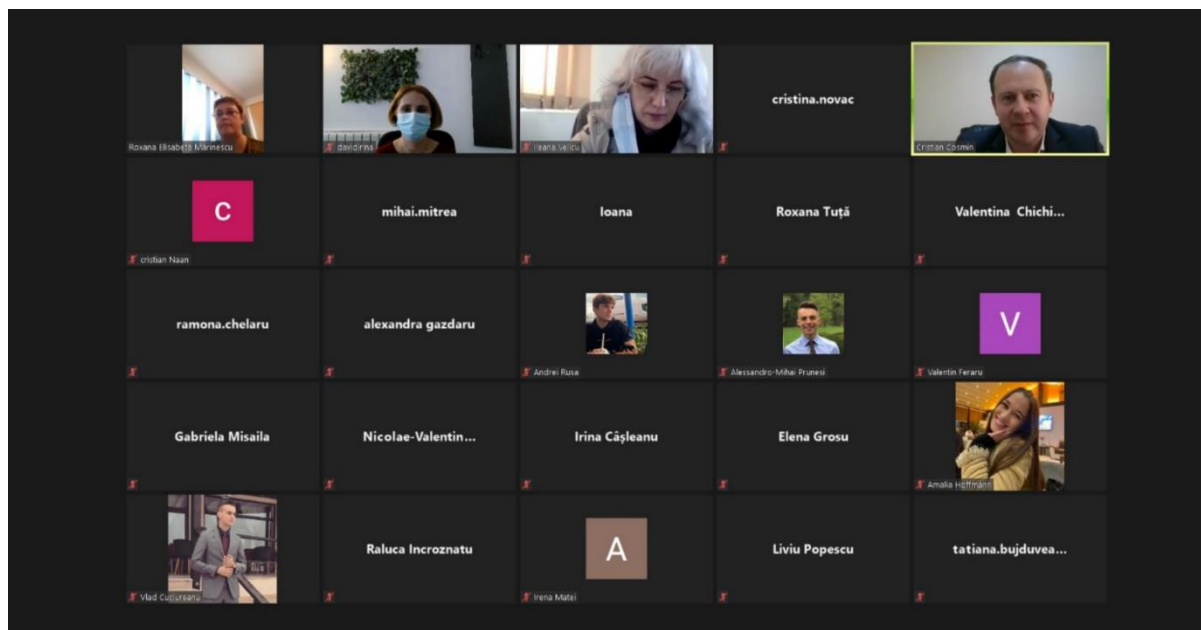 Roxana Elisabeta Marinescu
davidirina
Ileana Velicu
cristina.novac
Cristian Cosmin
C
cristian Naan
mihai.mitrea
Ioana
Roxana Tuță
Valentina Chichi...
ramona.chelaru
alexandra gazdaru
Andrei Rusa
Alessandro-Mihai Prunesi
V
Valentin Feraru
Gabriela Misaila
Nicolae-Valentin...
Irina Câșleanu
Elena Grosu
Amalia Hoffmann
Vlad Cuciureanu
Raluca Incroznatu
A
Irena Matei
Liviu Popescu
tatiana.bujduvea...